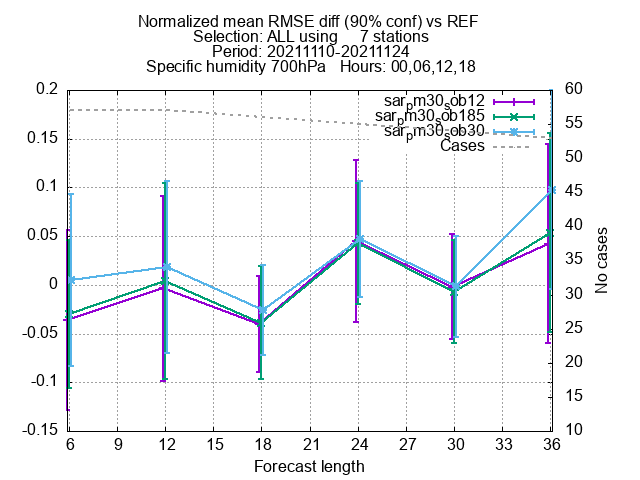 Normalized mean RMSE diff (90% conf) vs REF
Selection: ALL using 7 stations
Period: 20211110-20211124
Specific humidity 700hPa Hours: 00,06,12,18
sarpm30sob12
sarpm30sob185
sarpm30sob30
Cases
0.2
0.15
0.1
0.05
0
-0.05
-0.1
-0.15
60
55
50
45
40
35
30
25
20
15
10
No cases
6 9 12 15 18 21 24 27 30 33 36
Forecast length